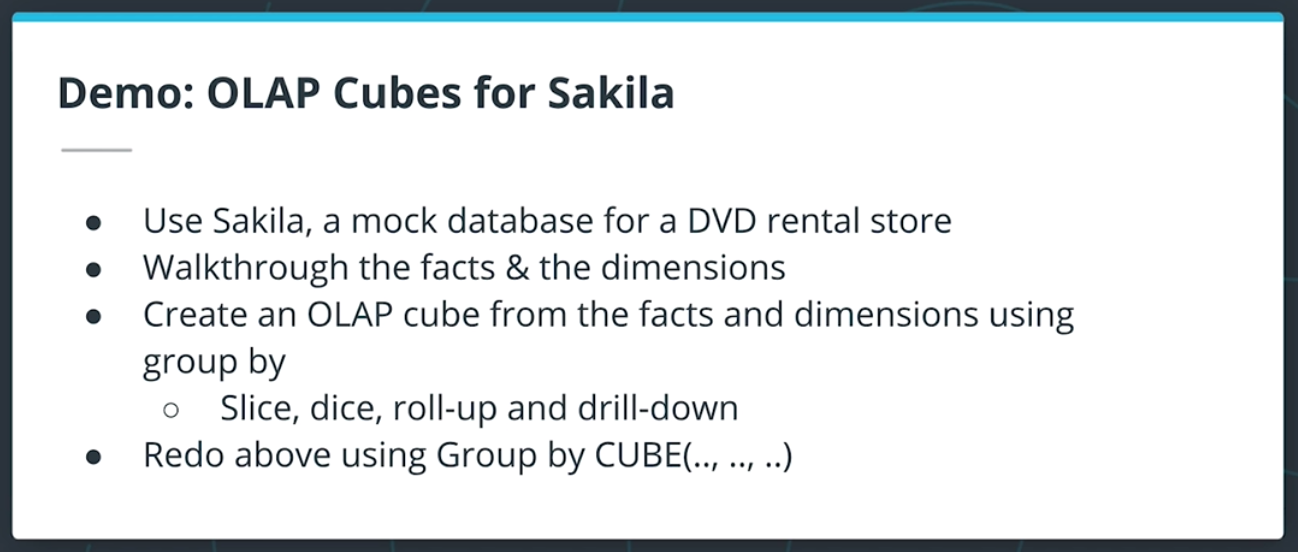 Demo: OLAP Cubes for Sakila
● Use Sakila, a mock database for a DVD rental store
● Walkthrough the facts & the dimensions
● Create an OLAP cube from the facts and dimensions using
group by
○ Slice, dice, roll-up and drill-down
● Redo above using Group by CUBE(.., .., ..)